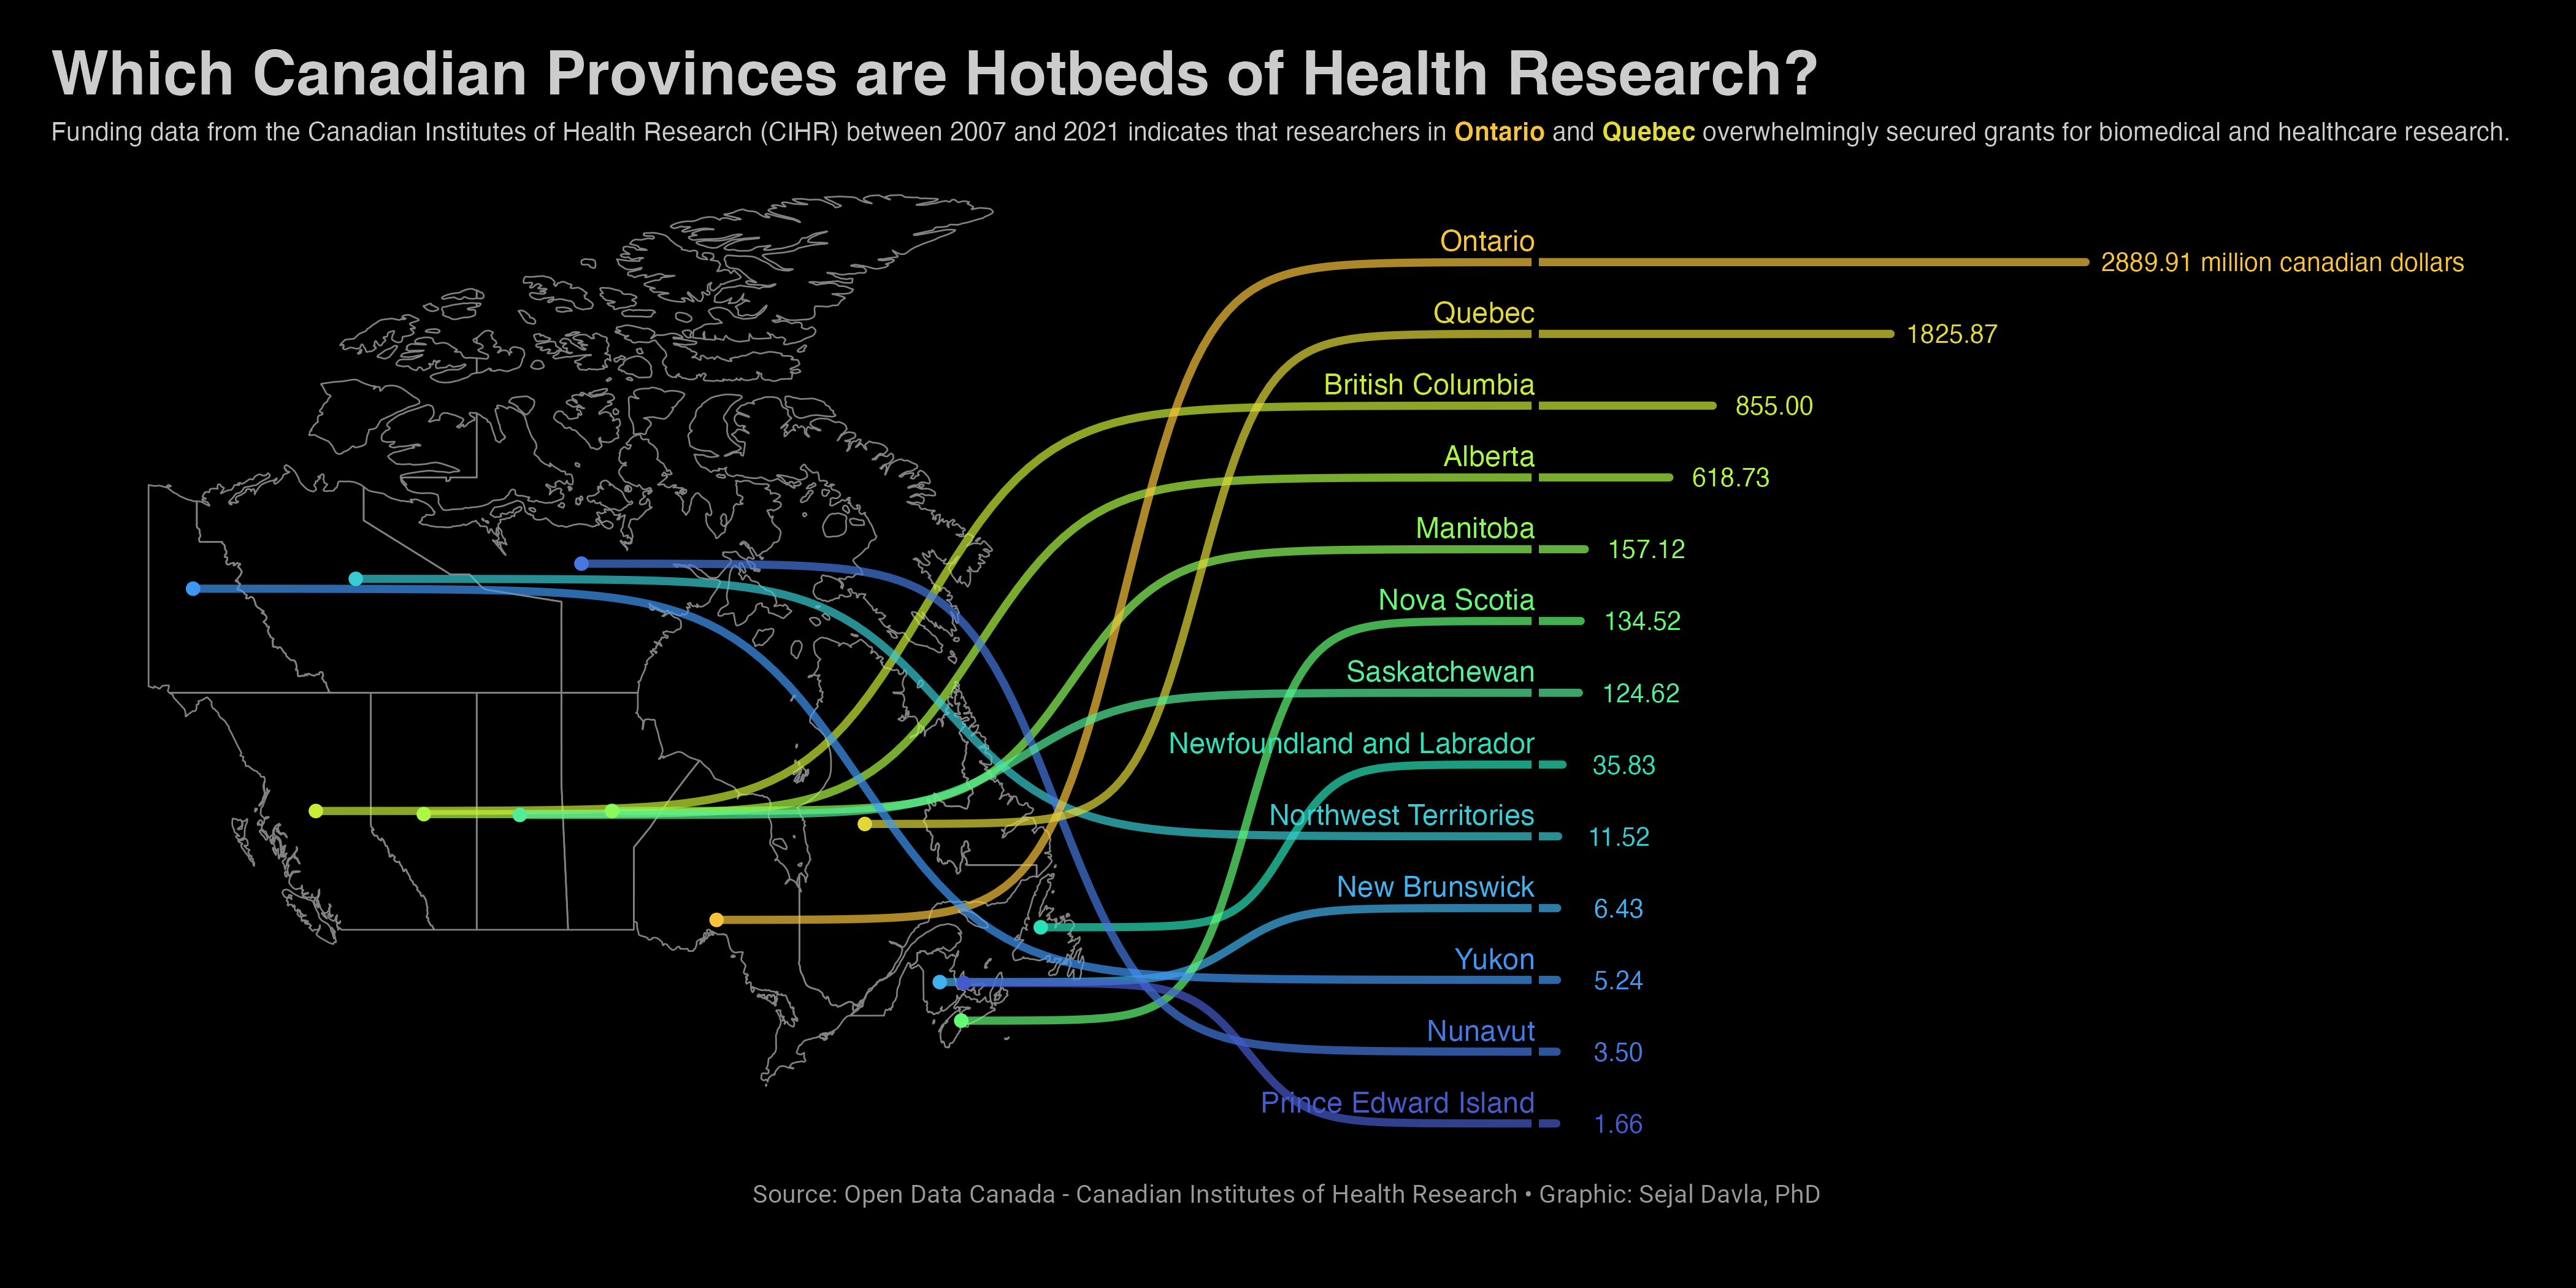 Which Canadian Provinces are Hotbeds of Health Research?
Funding data from the Canadian Institutes of Health Research (CIHR) between 2007 and 2021 indicates that researchers in Ontario and Quebec overwhelmingly secured grants for biomedical and healthcare research.
Ontario
2889.91 million canadian dollars
Quebec
1825.87
British Columbia
855.00
Alberta
618.73
Manitoba
157.12
Nova Scotia
134.52
Saskatchewan
124.62
Newfoundland and Labrador
35.83
Northwest Territories
11.52
New Brunswick
6.43
Yukon
5.24
Nunavut
3.50
Prince Edward Island
1.66
Source: Open Data Canada - Canadian Institutes of Health Research • Graphic: Sejal Davla, PhD